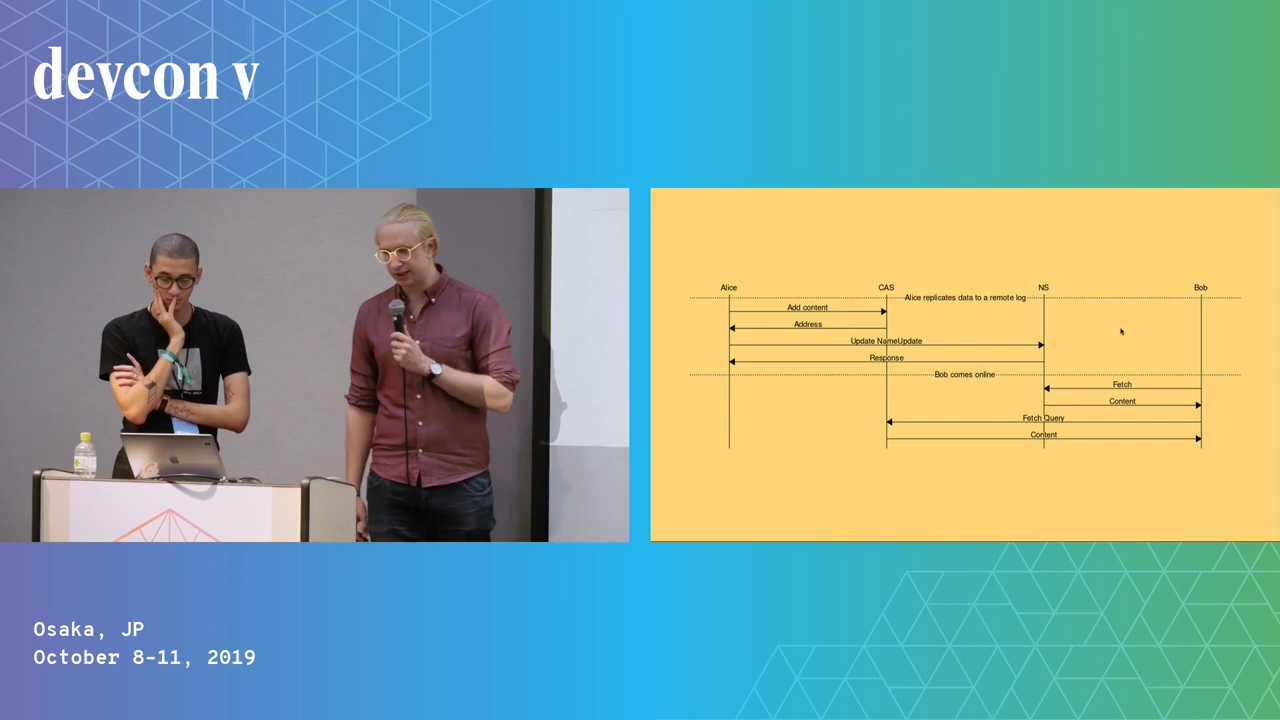 devcon v
Alice CAS NS Bob
Alice replicates data to a remote log
Add content
Address
Update NameUpdate
Response
Bob comes online
Fetch
Content
Fetch Query
Content
Osaka, JP
October 8-11, 2019